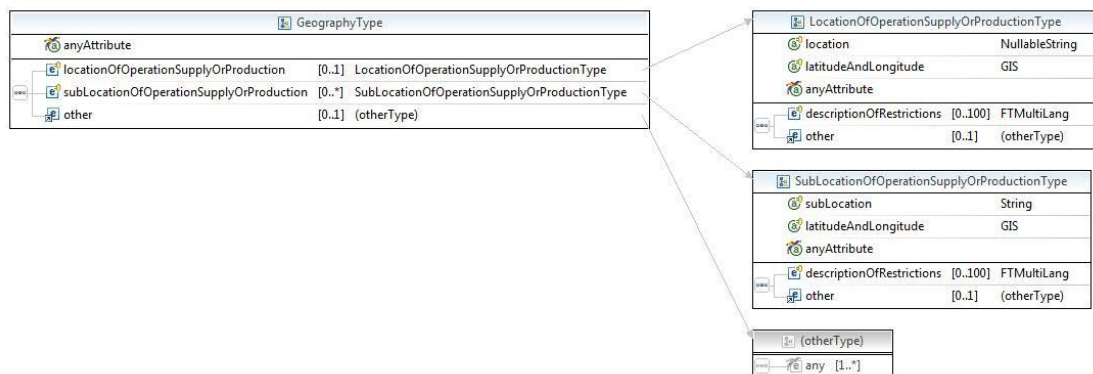 GeographyType
anyAttribute
locationOfOperationSupplyOrProduction [0..1] LocationOfOperationSupplyOrProductionType
subLocationOfOperationSupplyOrProduction [0..*] SubLocationOfOperationSupplyOrProductionType
other [0..1] (otherType)
LocationOfOperationSupplyOrProductionType
location NullableString
latitudeAndLongitude GIS
anyAttribute
descriptionOfRestrictions [0..100] FTMultiLang
other [0..1] (otherType)
SubLocationOfOperationSupplyOrProductionType
subLocation String
latitudeAndLongitude GIS
anyAttribute
descriptionOfRestrictions [0..100] FTMultiLang
other [0..1] (otherType)
(otherType)
any [1..*]